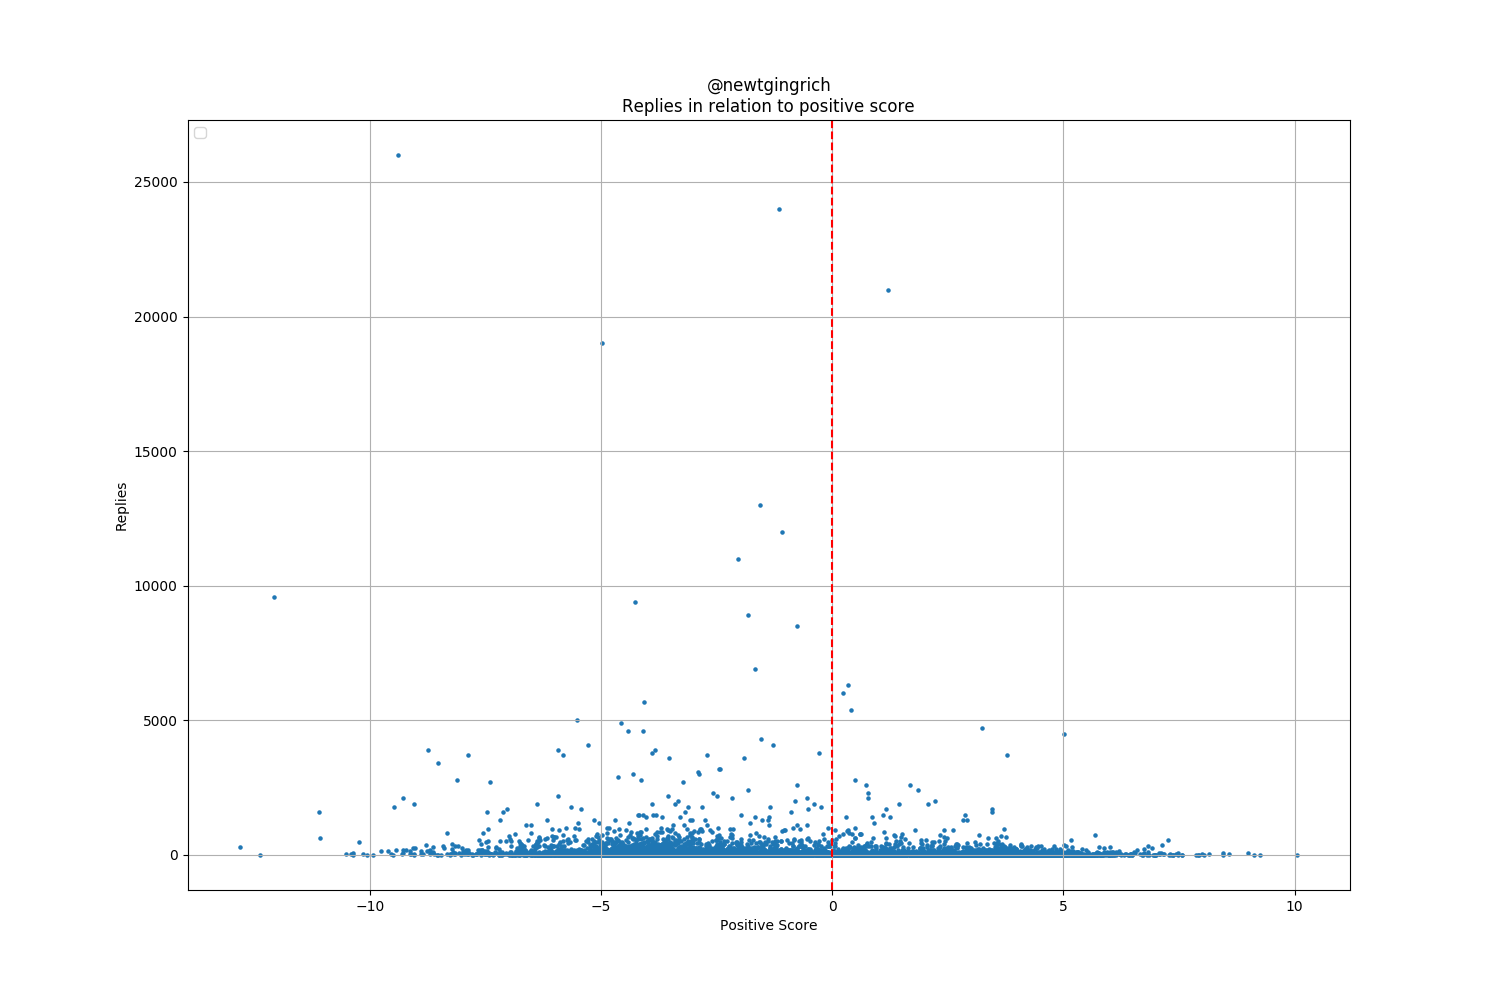 @newtgingrich
Replies in relation to positive score
25000
20000
15000
10000
5000
0
Replies
−10
−5
0
5
10
Positive Score